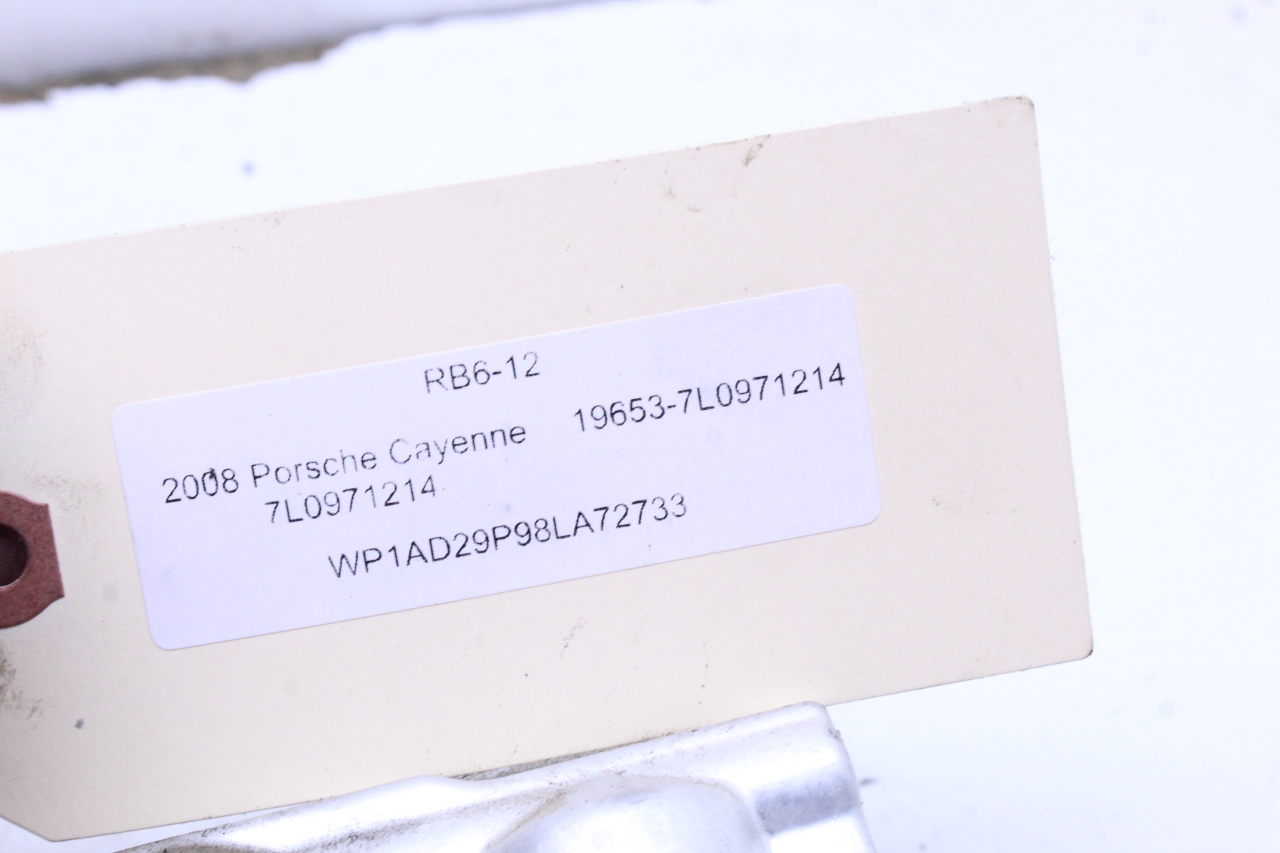 RB6-12
2008 Porsche Cayenne 19653-7L0971214
7L0971214
WP1AD29P98LA72733